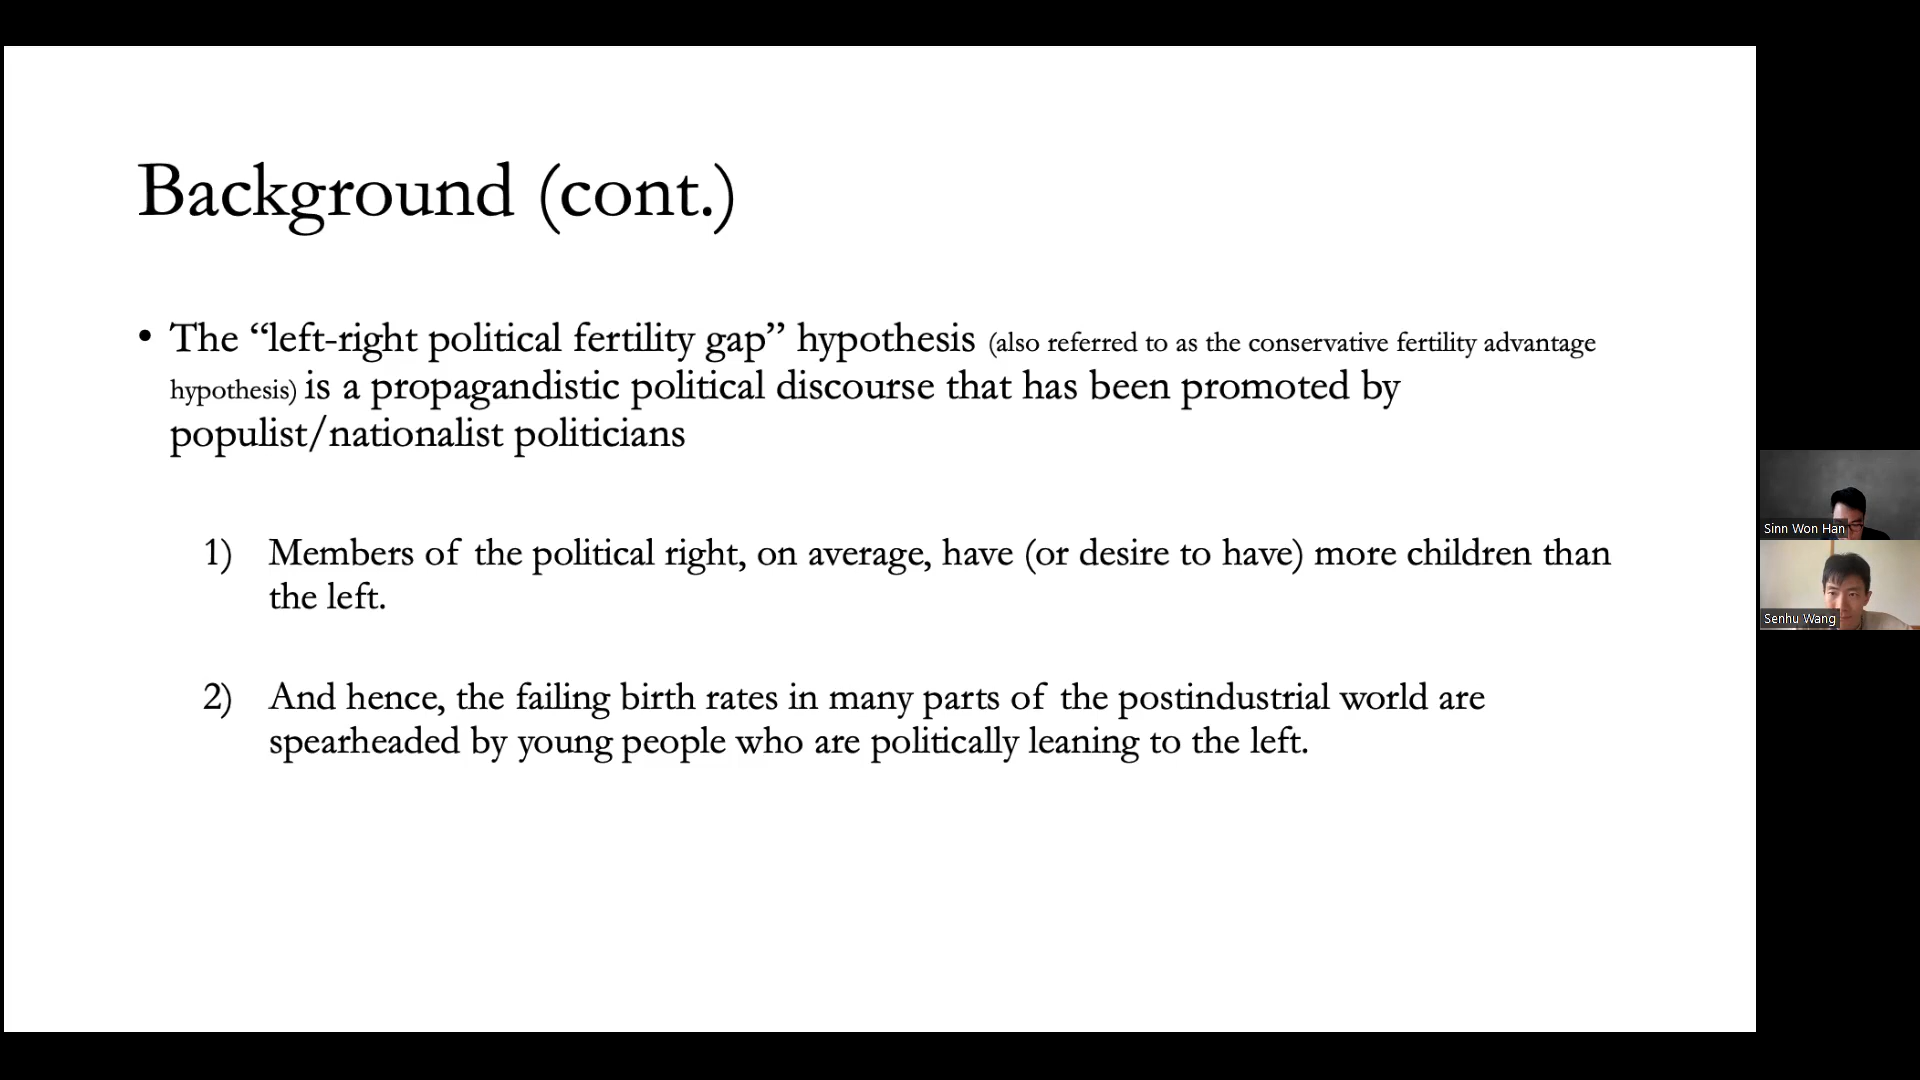 Background (cont.)
• The “left-right political fertility gap” hypothesis (also referred to as the conservative fertility advantage
hypothesis) is a propagandistic political discourse that has been promoted by
populist/nationalist politicians
1) Members of the political right, on average, have (or desire to have) more children than
the left.
2) And hence, the failing birth rates in many parts of the postindustrial world are
spearheaded by young people who are politically leaning to the left.
Sinn Won Han
Senhu Wang